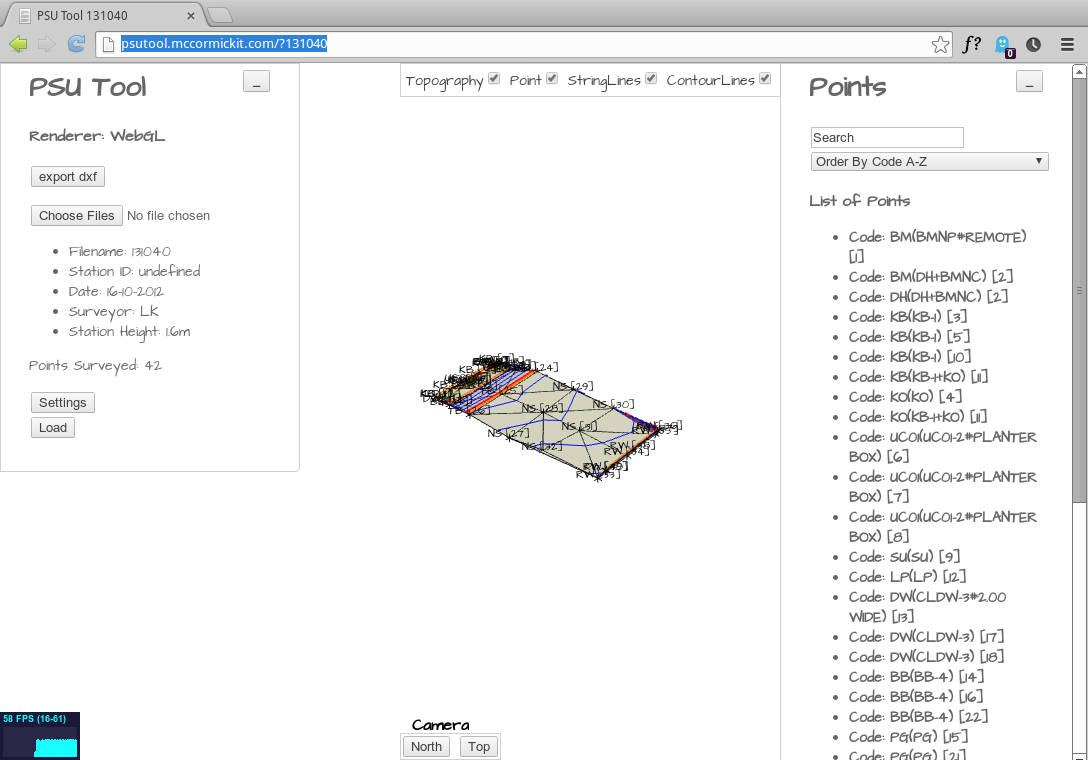 PSU Tool 131040
psutool.mccormickit.com/?131040
f?
0
PSU Tool
_
Renderer: WebGL
export dxf
Choose Files No file chosen
Filename: 131040
Station ID: undefined
Date: 16-10-2012
Surveyor: LK
Station Height: 1.6m
Points Surveyed: 42
Settings
Load
58 FPS (16-61)
Topography Point StringLines ContourLines
NS [29]
NS [28]
NS [30]
NS [27]
NS [31]
NS [32]
Camera
North Top
Points
_
Search
Order By Code A-Z
List of Points
Code: BM(BMNP#REMOTE)
[1]
Code: BM(DH+BMNC) [2]
Code: DH(DH+BMNC) [2]
Code: KB(KB-1) [3]
Code: KB(KB-1) [5]
Code: KB(KB-1) [10]
Code: KB(KB-1+KO) [11]
Code: KO(KO) [4]
Code: KO(KB-1+KO) [11]
Code: UC01(UC01-2#PLANTER
BOX) [6]
Code: UC01(UC01-2#PLANTER
BOX) [7]
Code: UC01(UC01-2#PLANTER
BOX) [8]
Code: SU(SU) [9]
Code: LP(LP) [12]
Code: DW(CLDW-3#2.00
WIDE) [13]
Code: DW(CLDW-3) [17]
Code: DW(CLDW-3) [18]
Code: BB(BB-4) [14]
Code: BB(BB-4) [16]
Code: BB(BB-4) [22]
Code: PG(PG) [15]
Code: PG(PG) [21]